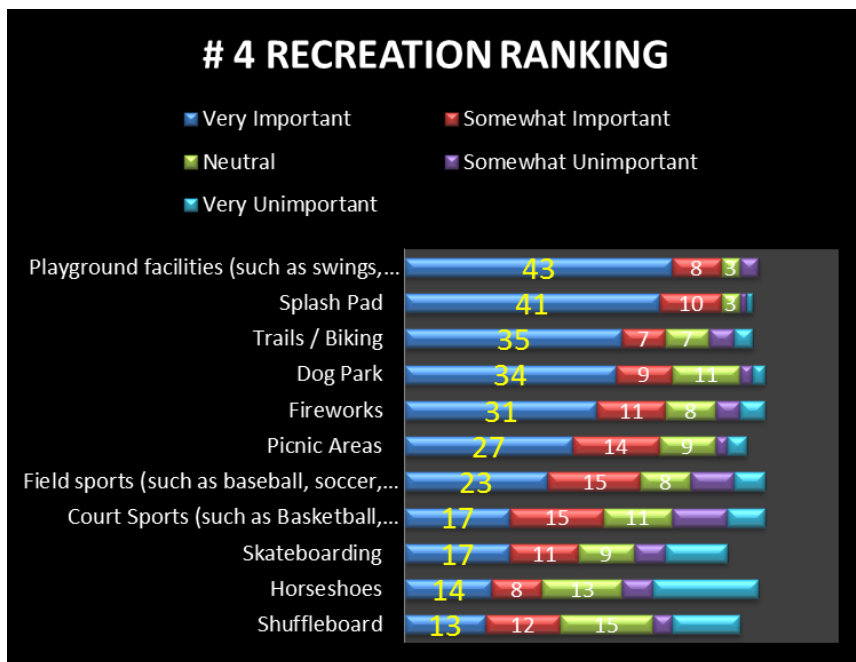 # 4 RECREATION RANKING
Very Important Somewhat Important
Neutral Somewhat Unimportant
Very Unimportant
Playground facilities (such as swings,... 43 8 3
Splash Pad 41 10 3
Trails / Biking 35 7 7
Dog Park 34 9 11
Fireworks 31 11 8
Picnic Areas 27 14 9
Field sports (such as baseball, soccer,... 23 15 8
Court Sports (such as Basketball,... 17 15 11
Skateboarding 17 11 9
Horseshoes 14 8 13
Shuffleboard 13 12 15